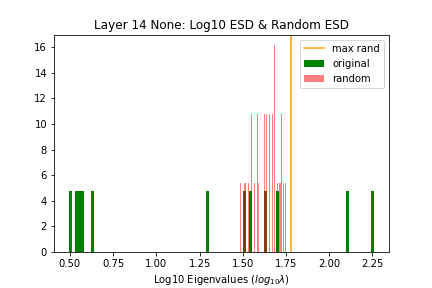 Layer 14 None: Log10 ESD & Random ESD
max rand
original
random
16
14
12
10
8
6
4
2
0
0.50 0.75 1.00 1.25 1.50 1.75 2.00 2.25
Log10 Eigenvalues (log₁₀λ)